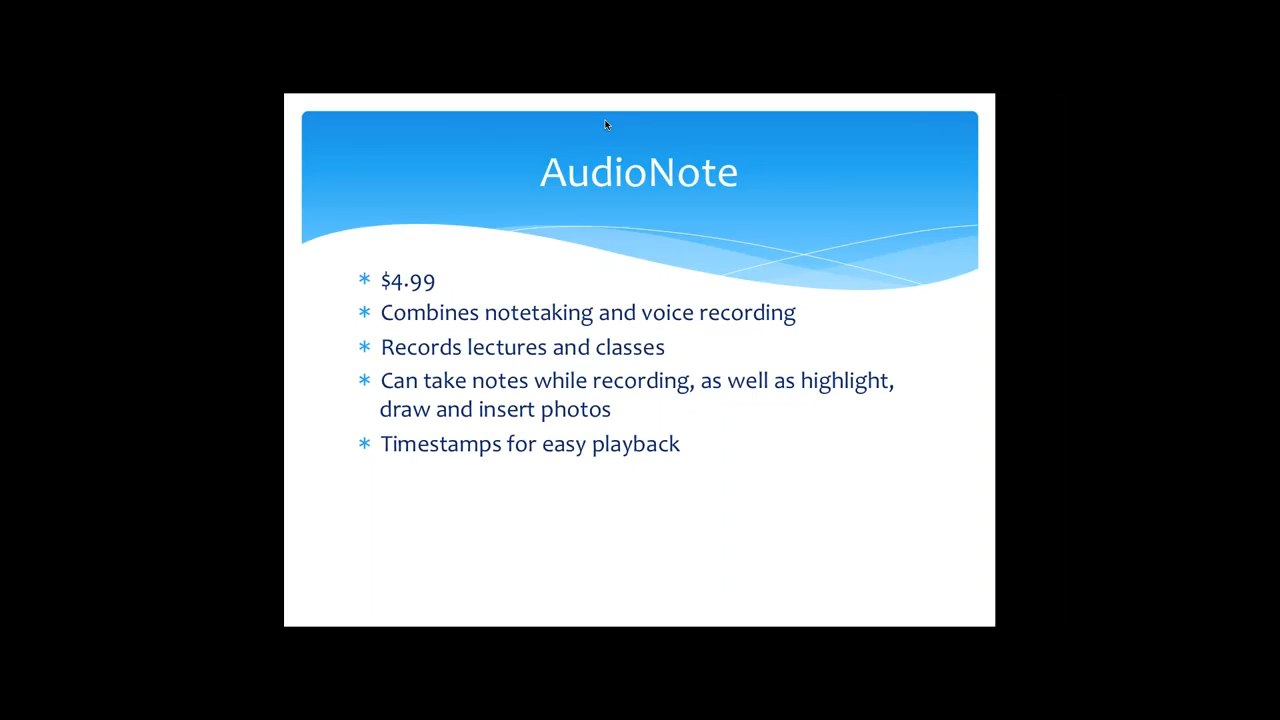 AudioNote
* $4.99
* Combines notetaking and voice recording
* Records lectures and classes
* Can take notes while recording, as well as highlight,
draw and insert photos
* Timestamps for easy playback